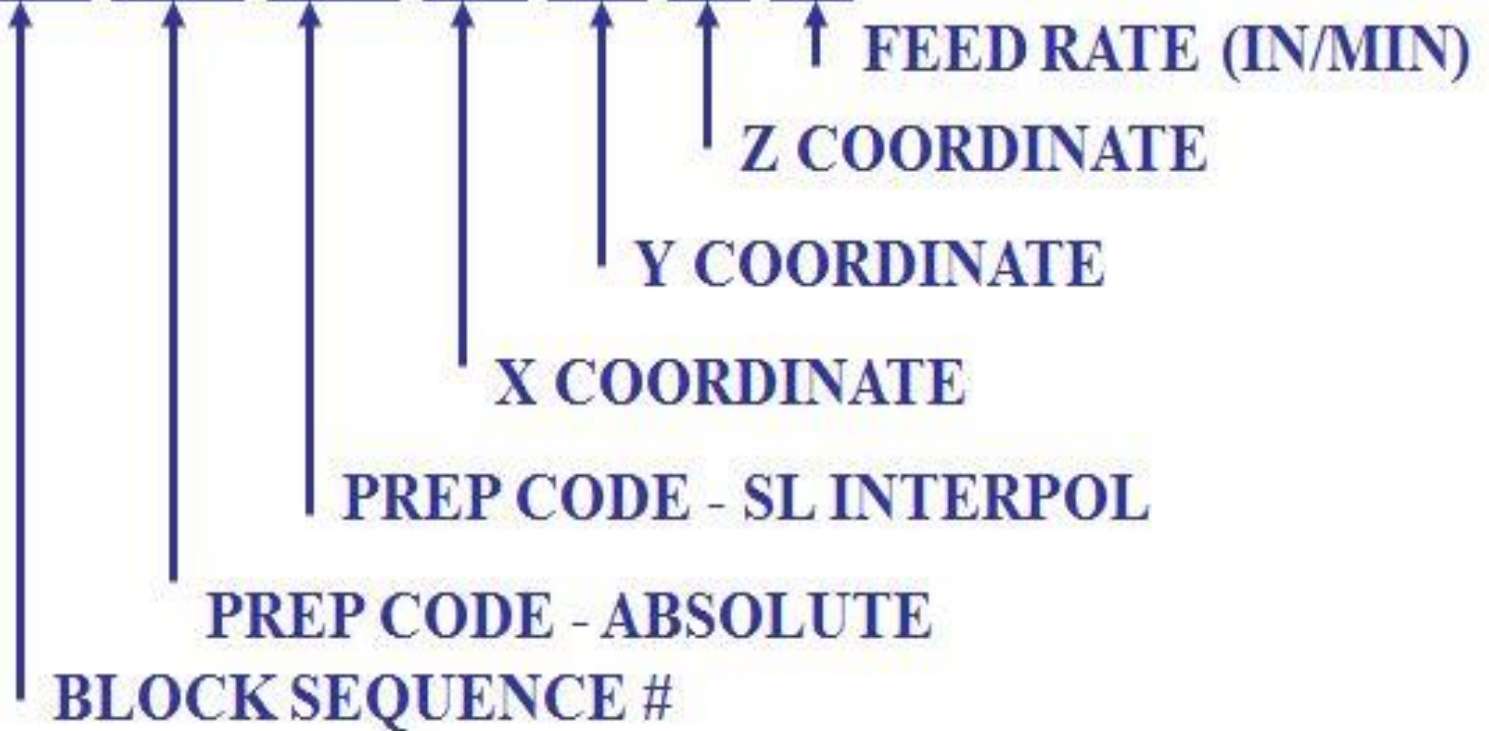 FEED RATE (IN/MIN)
Z COORDINATE
Y COORDINATE
X COORDINATE
PREP CODE - SL INTERPOL
PREP CODE - ABSOLUTE
BLOCK SEQUENCE #